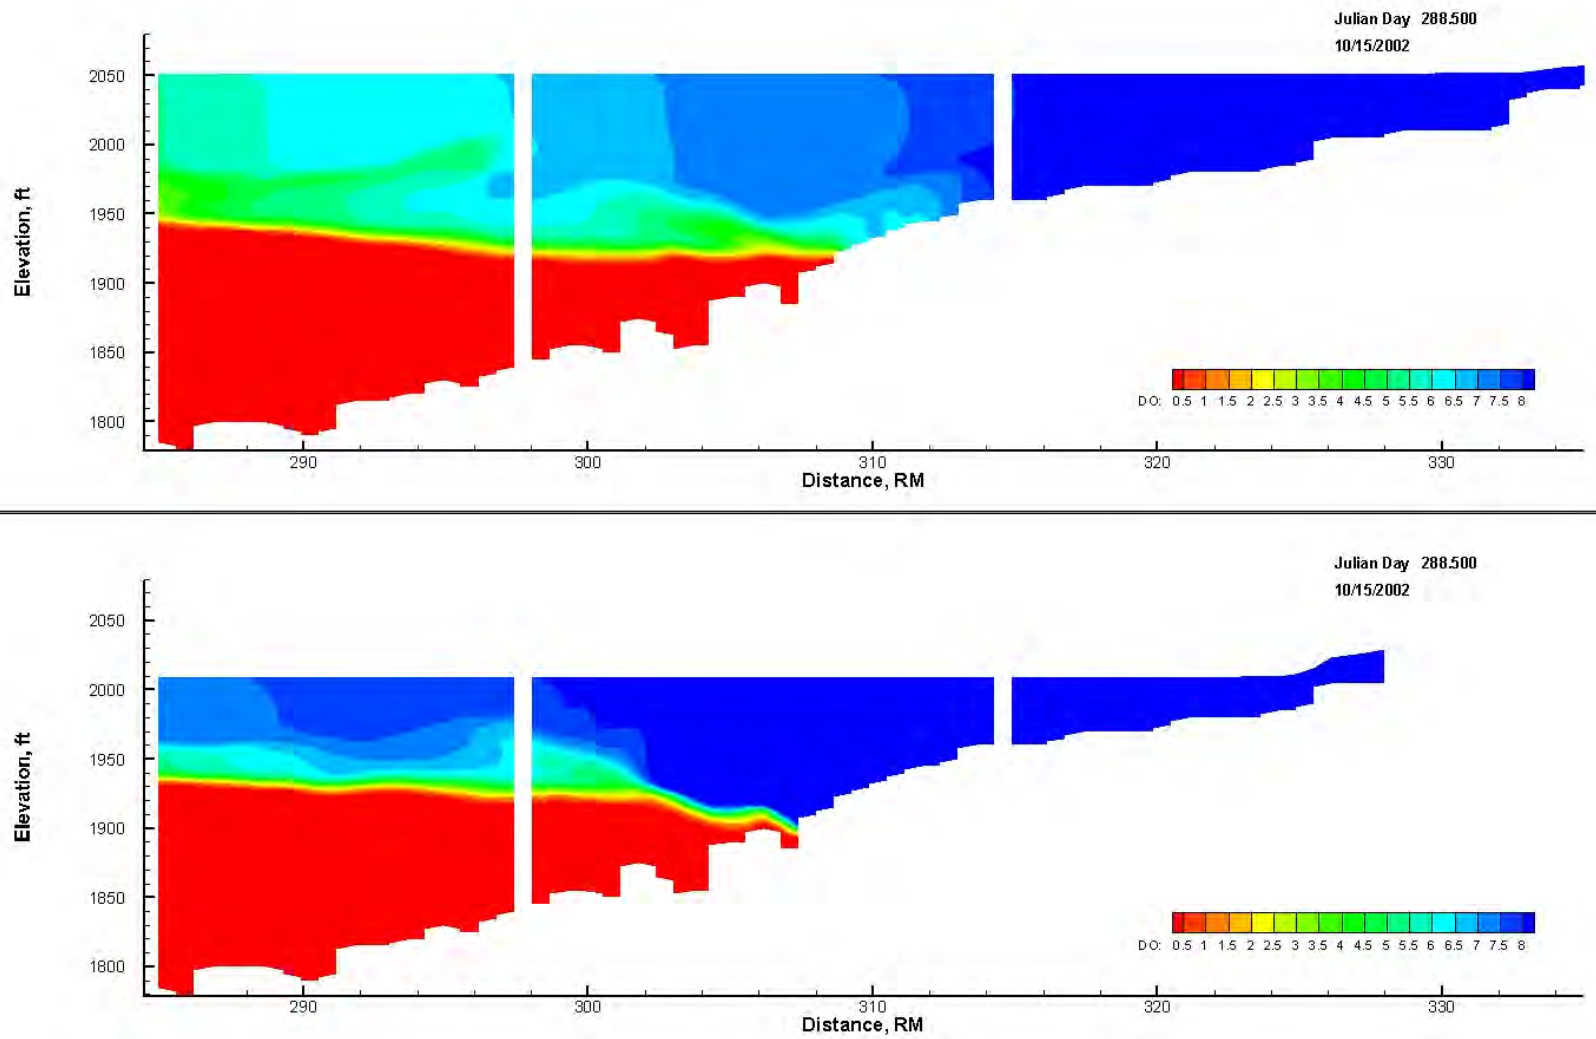 Julian Day 288.500
10/15/2002
2050
2000
1950
1900
1850
1800
Elevation, ft
290 300 310 320 330
Distance, RM
DO: 0.5 1 1.5 2 2.5 3 3.5 4 4.5 5 5.5 6 6.5 7 7.5 8
Julian Day 288.500
10/15/2002
2050
2000
1950
1900
1850
1800
Elevation, ft
290 300 310 320 330
Distance, RM
DO: 0.5 1 1.5 2 2.5 3 3.5 4 4.5 5 5.5 6 6.5 7 7.5 8